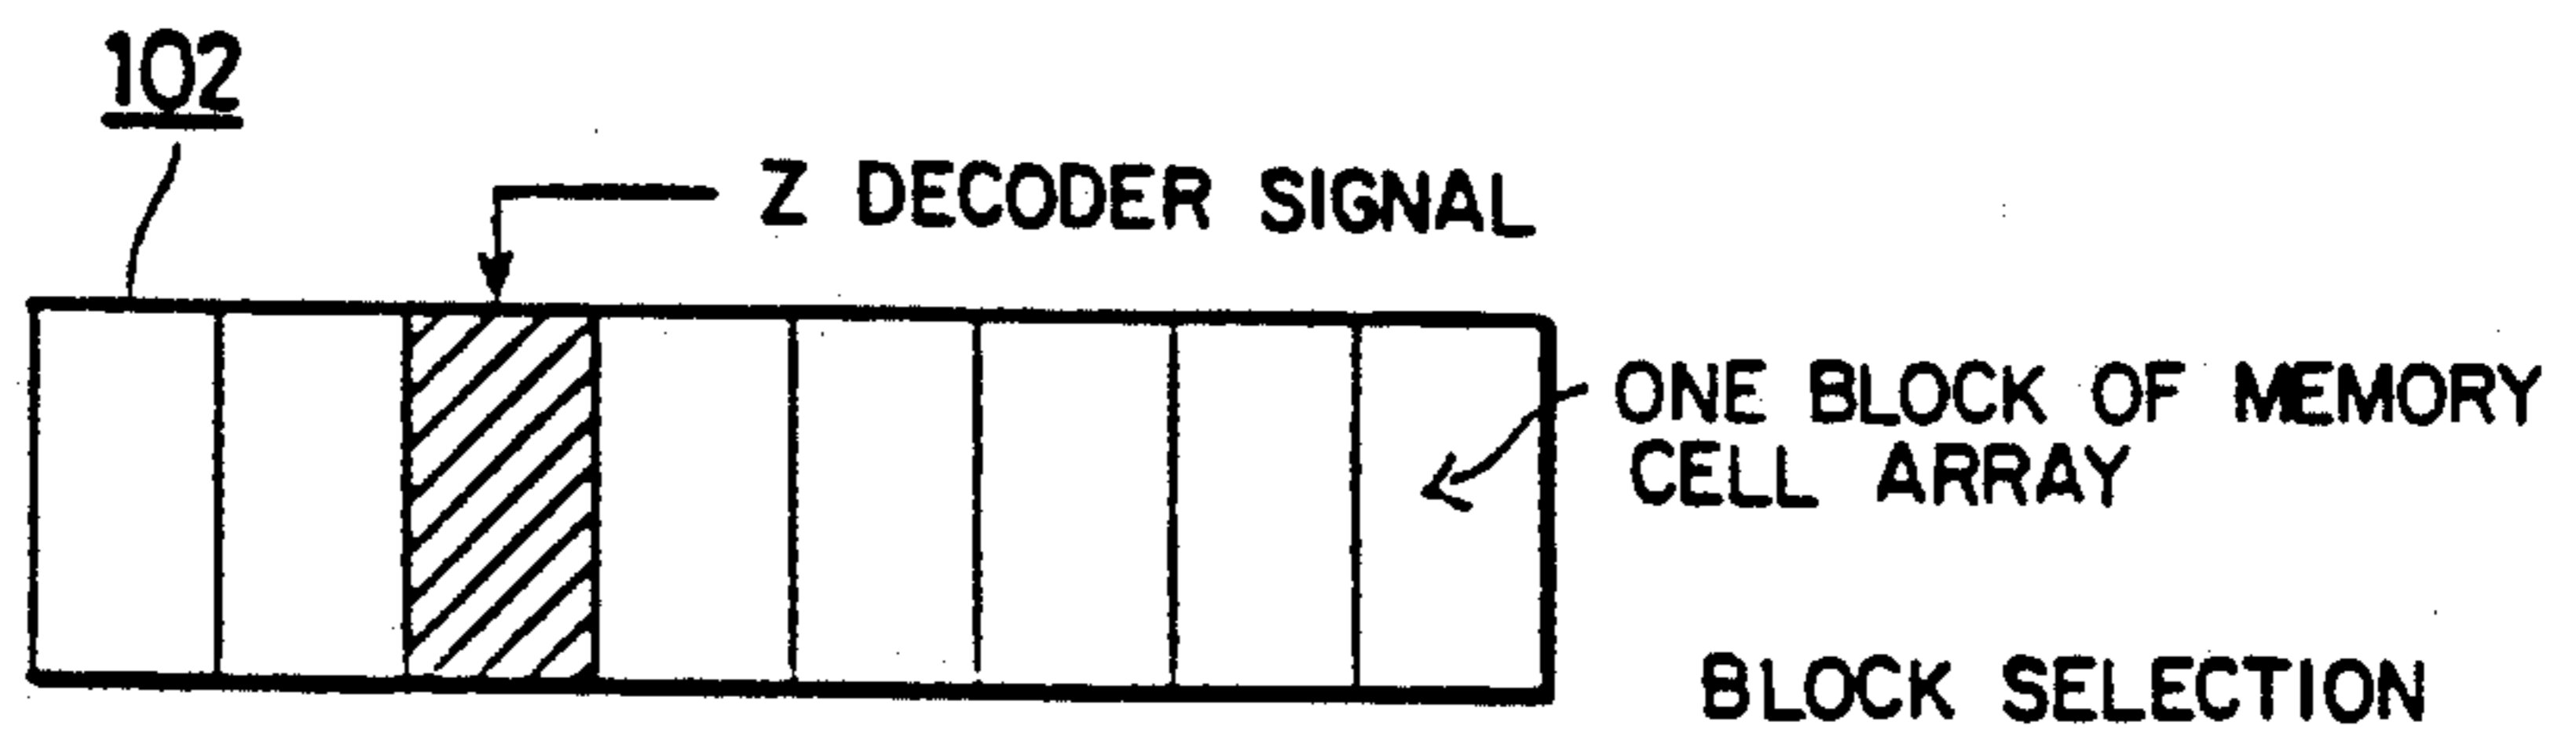 102
Z DECODER SIGNAL
ONE BLOCK OF MEMORY
CELL ARRAY
BLOCK SELECTION